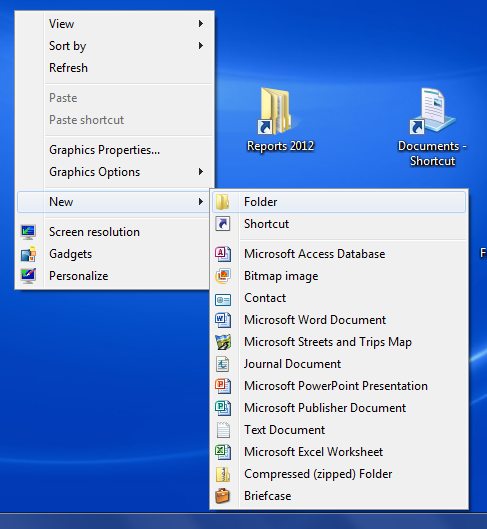 View
Sort by
Refresh
Paste
Paste shortcut
Graphics Properties...
Graphics Options
New
Screen resolution
Gadgets
Personalize
Reports 2012
Documents -
Shortcut
F
Folder
Shortcut
Microsoft Access Database
Bitmap image
Contact
Microsoft Word Document
Microsoft Streets and Trips Map
Journal Document
Microsoft PowerPoint Presentation
Microsoft Publisher Document
Text Document
Microsoft Excel Worksheet
Compressed (zipped) Folder
Briefcase